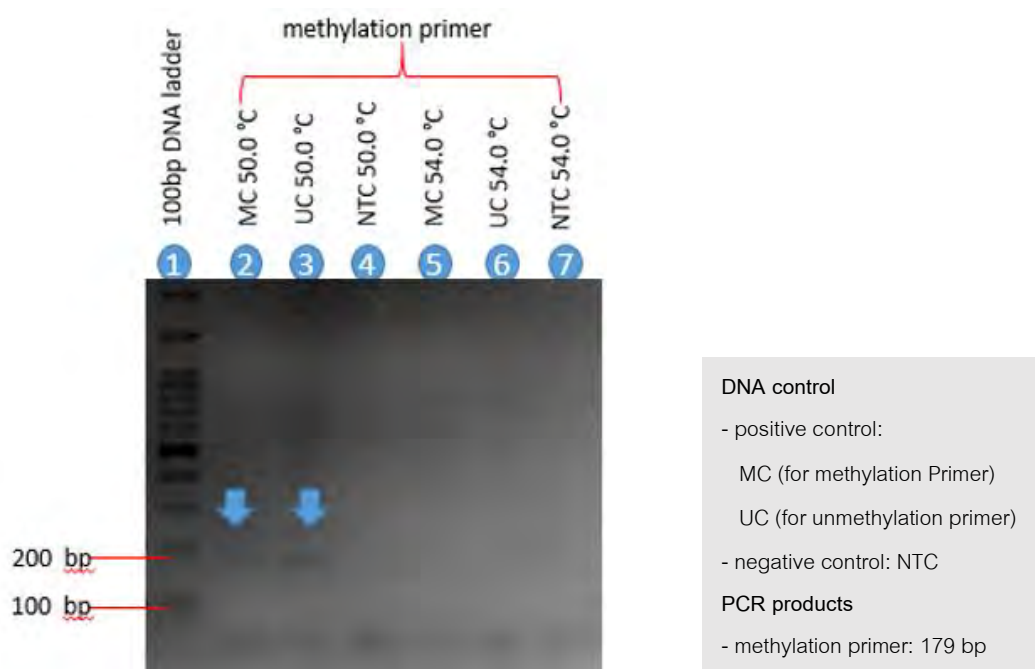 methylation primer
100bp DNA ladder
MC 50.0 °C
UC 50.0 °C
NTC 50.0 °C
MC 54.0 °C
UC 54.0 °C
NTC 54.0 °C
1 2 3 4 5 6 7
200 bp
100 bp
DNA control
- positive control:
MC (for methylation Primer)
UC (for unmethylation primer)
- negative control: NTC
PCR products
- methylation primer: 179 bp